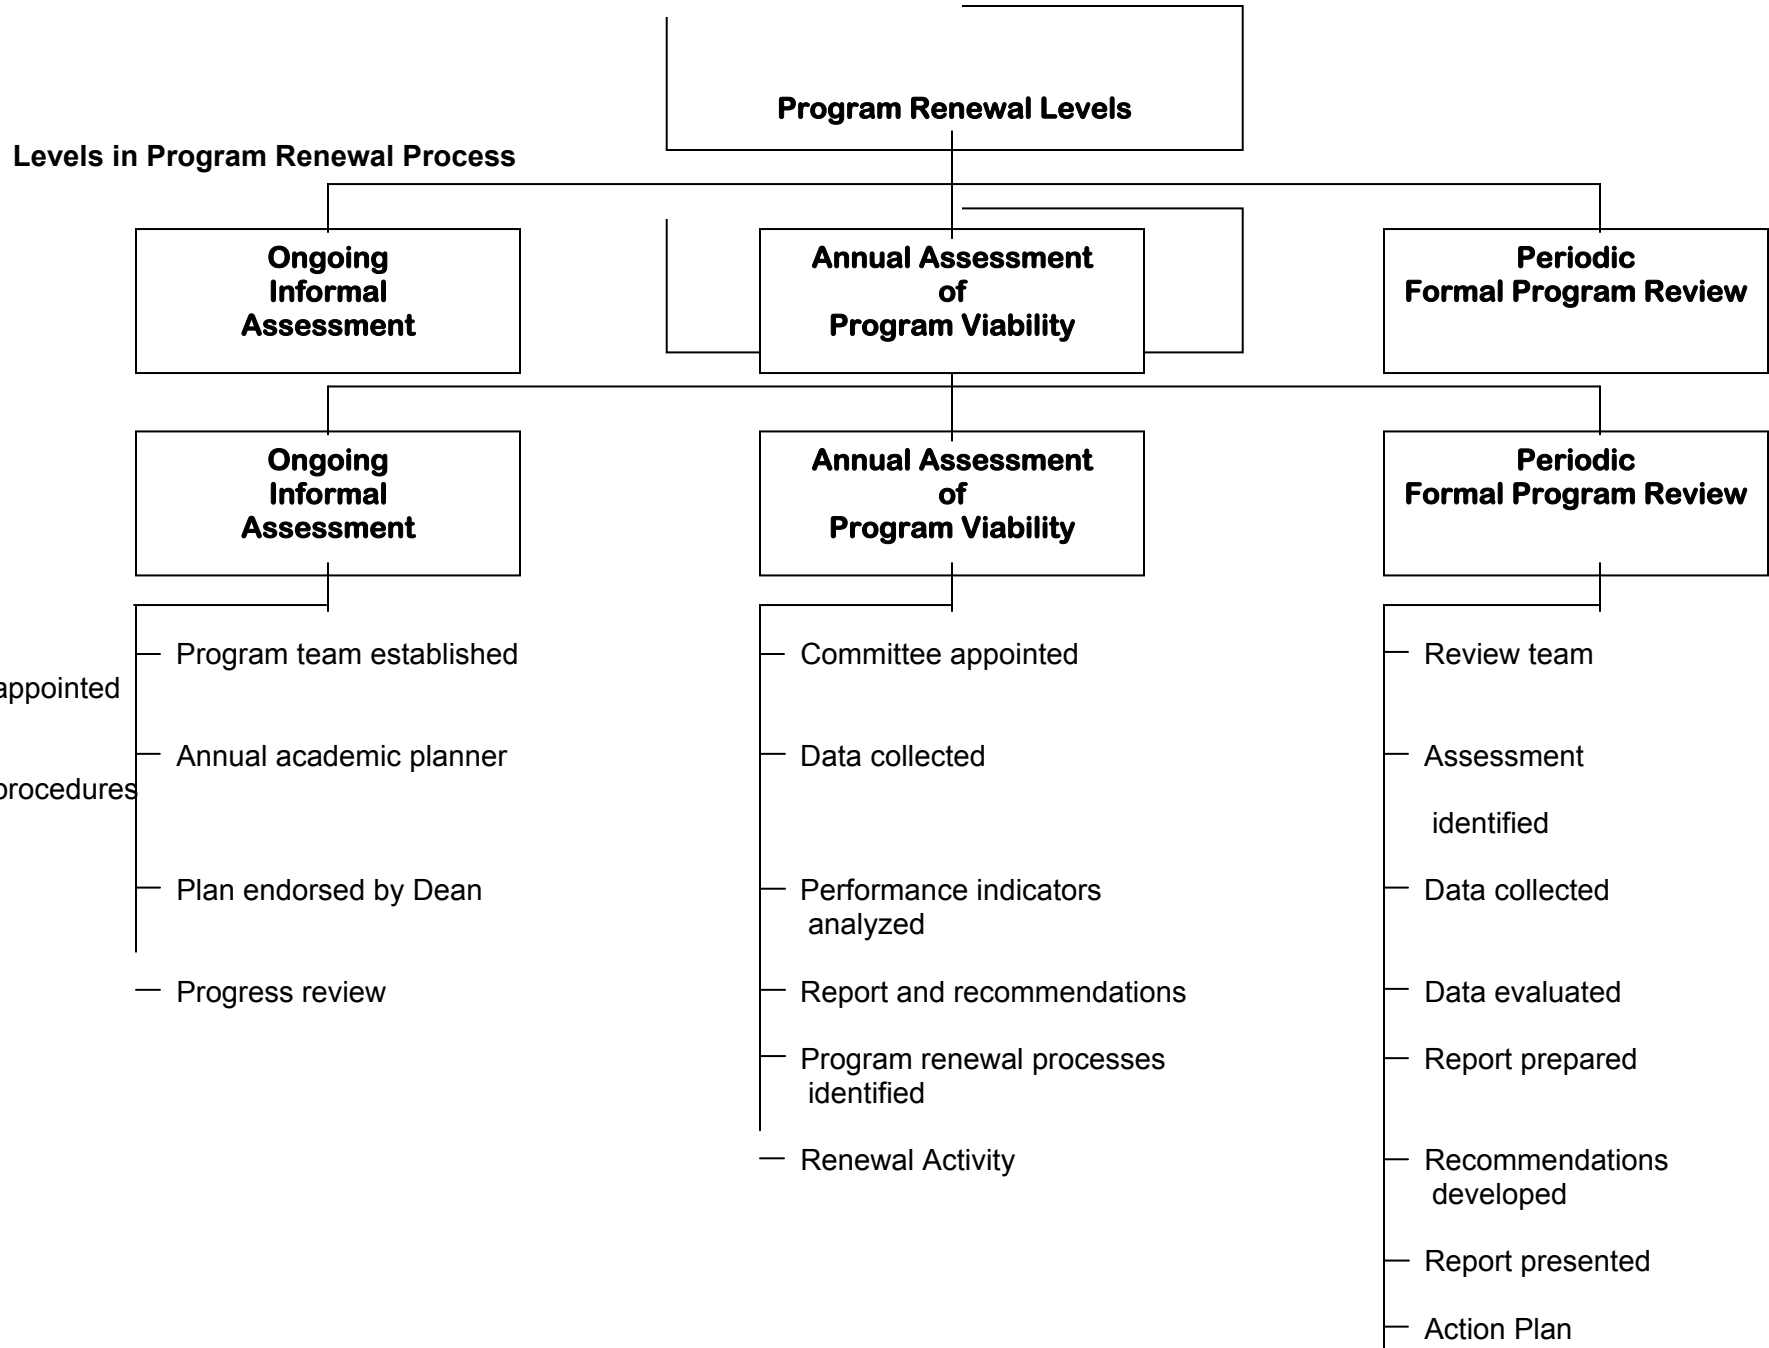 Program Renewal Levels
Levels in Program Renewal Process
Ongoing
Informal
Assessment
Annual Assessment
of
Program Viability
Periodic
Formal Program Review
Ongoing
Informal
Assessment
Annual Assessment
of
Program Viability
Periodic
Formal Program Review
Program team established
Committee appointed
Review team
appointed
Annual academic planner
Data collected
Assessment
procedures
identified
Plan endorsed by Dean
Performance indicators
analyzed
Data collected
Progress review
Report and recommendations
Data evaluated
Program renewal processes
identified
Report prepared
Renewal Activity
Recommendations
developed
Report presented
Action Plan